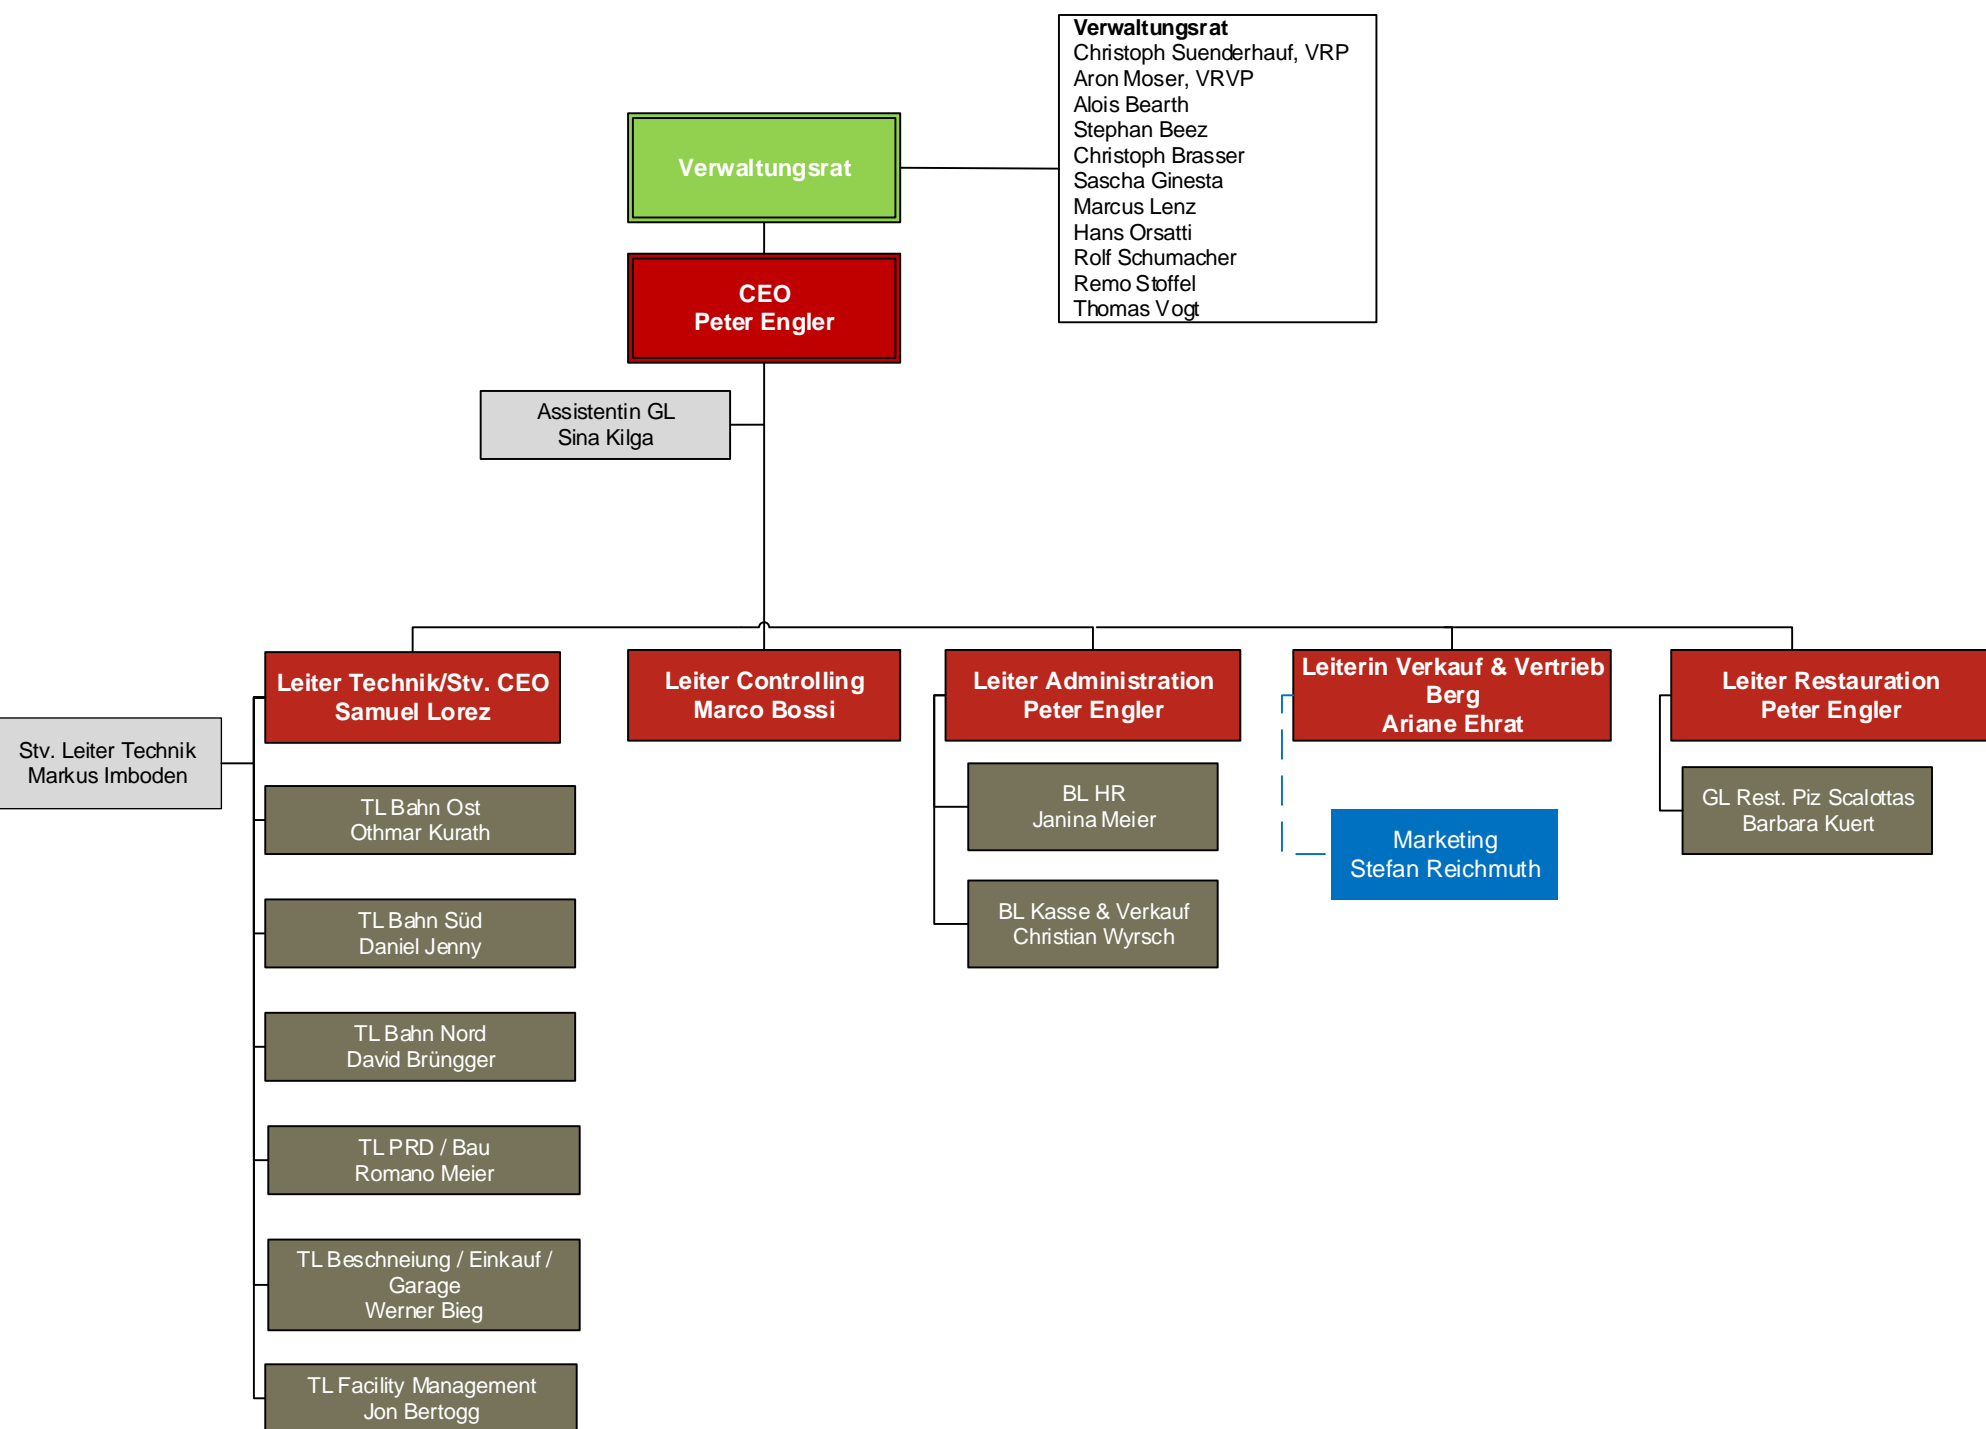 Verwaltungsrat
Christoph Suenderhauf, VRP
Aron Moser, VRVP
Alois Bearth
Stephan Beez
Christoph Brasser
Sascha Ginesta
Marcus Lenz
Hans Orsatti
Rolf Schumacher
Remo Stoffel
Thomas Vogt
Verwaltungsrat
CEO
Peter Engler
Assistentin GL
Sina Kilga
Leiter Technik/Stv. CEO
Samuel Lorez
Leiter Controlling
Marco Bossi
Leiter Administration
Peter Engler
Leiterin Verkauf & Vertrieb
Berg
Ariane Ehrat
Leiter Restauration
Peter Engler
Stv. Leiter Technik
Markus Imboden
TL Bahn Ost
Othmar Kurath
TL Bahn Süd
Daniel Jenny
TL Bahn Nord
David Brüngger
TL PRD / Bau
Romano Meier
TL Beschneiung / Einkauf /
Garage
Werner Bieg
TL Facility Management
Jon Bertogg
BL HR
Janina Meier
BL Kasse & Verkauf
Christian Wyrsch
Marketing
Stefan Reichmuth
GL Rest. Piz Scalottas
Barbara Kuert